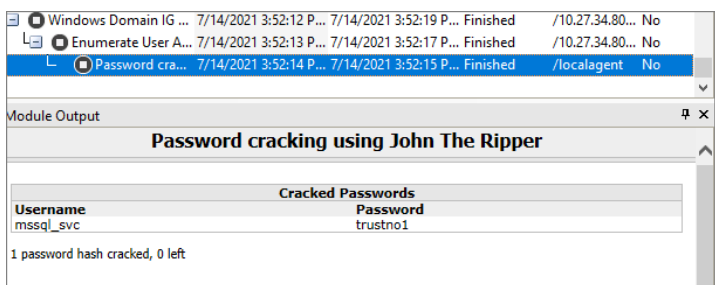 Windows Domain IG ... 7/14/2021 3:52:12 P... 7/14/2021 3:52:19 P... Finished /10.27.34.80... No
Enumerate User A... 7/14/2021 3:52:13 P... 7/14/2021 3:52:17 P... Finished /10.27.34.80... No
Password cra... 7/14/2021 3:52:14 P... 7/14/2021 3:52:15 P... Finished /localagent No
Module Output
Password cracking using John The Ripper
Cracked Passwords
Username Password
mssql_svc trustno1
1 password hash cracked, 0 left